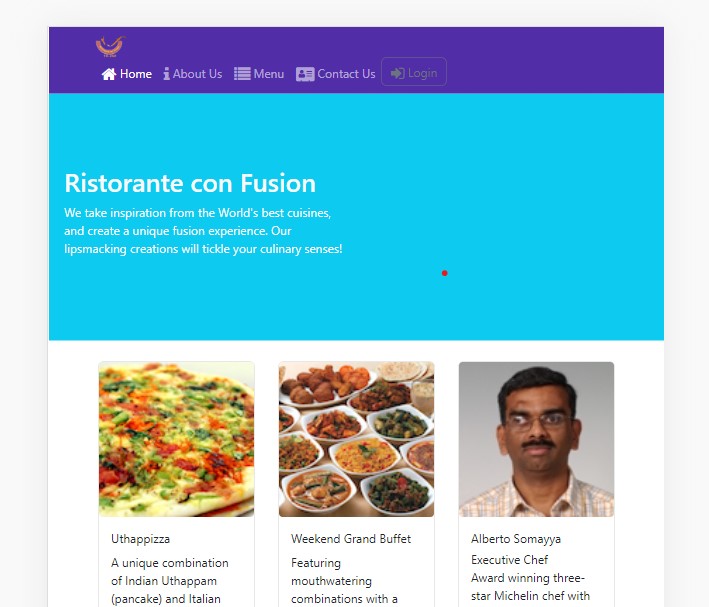 Home About Us Menu Contact Us Login
Ristorante con Fusion
We take inspiration from the World's best cuisines,
and create a unique fusion experience. Our
lipsmacking creations will tickle your culinary senses!
Uthappizza
A unique combination
of Indian Uthappam
(pancake) and Italian
Weekend Grand Buffet
Featuring
mouthwatering
combinations with a
Alberto Somayya
Executive Chef
Award winning three-
star Michelin chef with